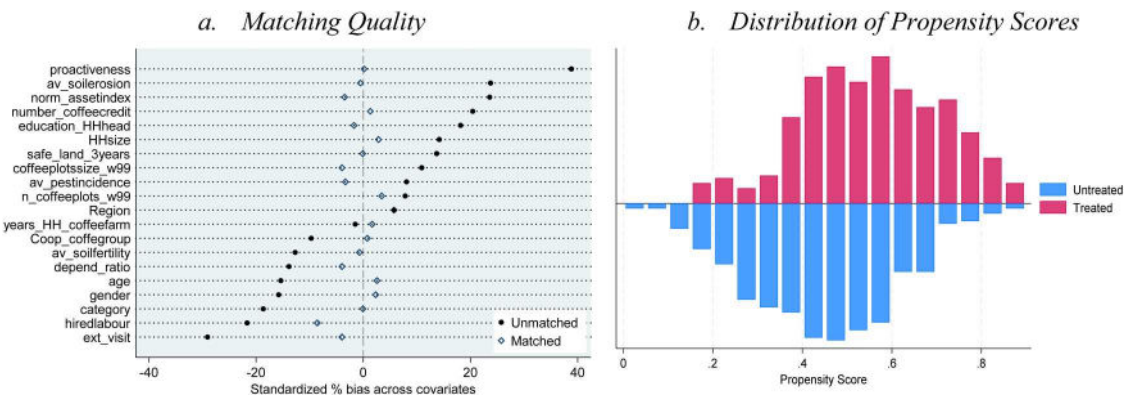 a. Matching Quality
proactiveness
av_soilerosion
norm_assetindex
number_coffeecredit
education_HHhead
HHsize
safe_land_3years
coffeeplotssize_w99
av_pestincidence
n_coffeeplots_w99
Region
years_HH_coffeefarm
Coop_coffegroup
av_soilfertility
depend_ratio
age
gender
category
hiredlabour
ext_visit
Unmatched
Matched
-40 -20 0 20 40
Standardized % bias across covariates
b. Distribution of Propensity Scores
Untreated
Treated
0 .2 .4 .6 .8
Propensity Score